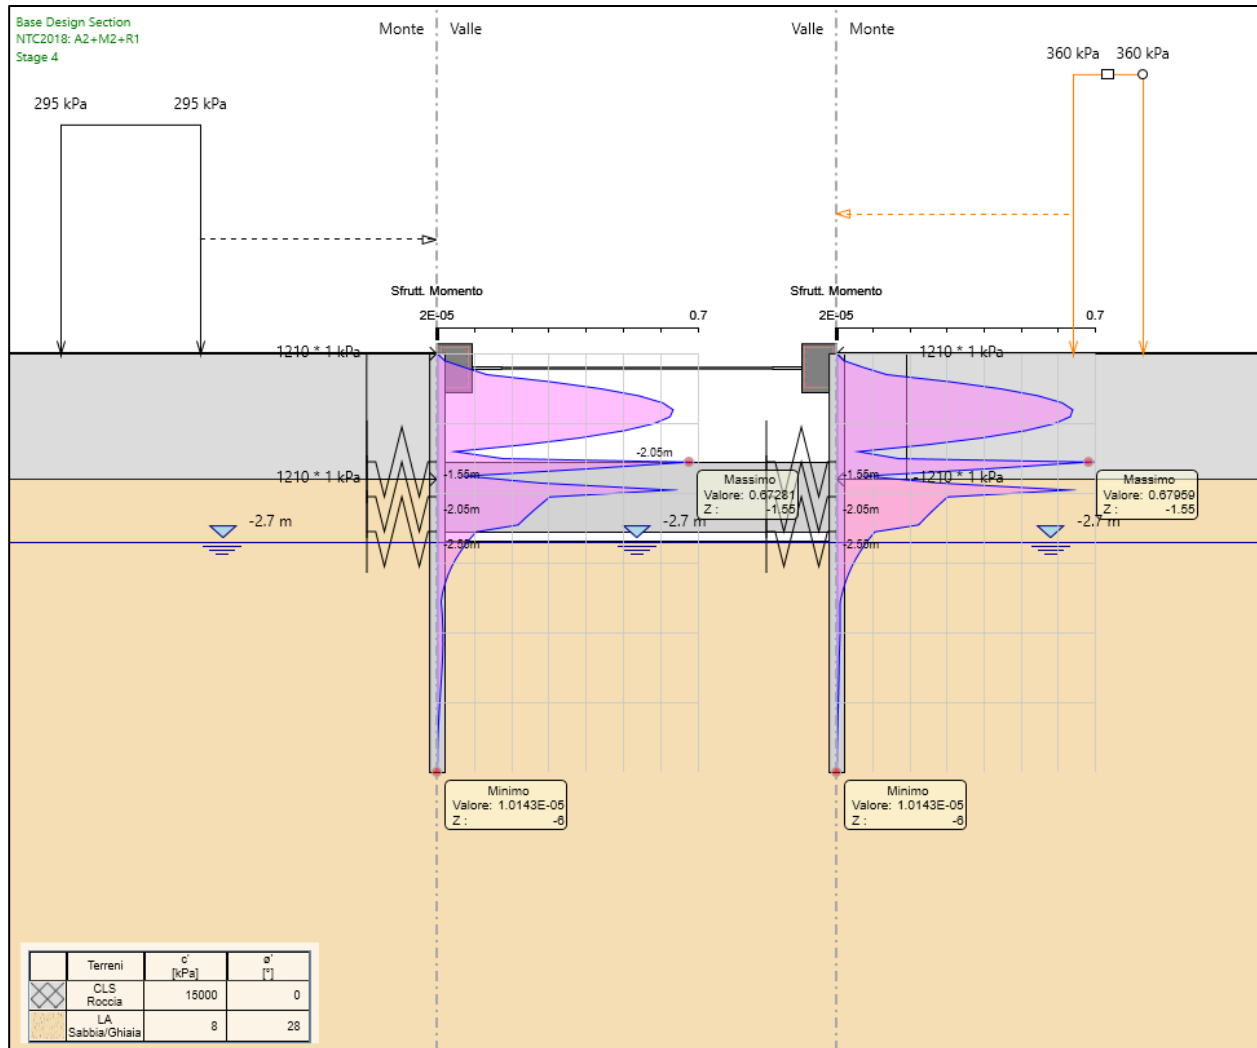 Base Design Section
NTC2018: A2+M2+R1
Stage 4
Monte
Valle
Valle
Monte
360 kPa
360 kPa
295 kPa
295 kPa
Sfrutt. Momento
2E-05
0.7
Sfrutt. Momento
2E-05
0.7
1210 * 1 kPa
1210 * 1 kPa
-2.05m
1210 * 1 kPa
-1.55m
-1.55m
-1210 * 1 kPa
Massimo
Valore: 0.67281
Z : -1.55
Massimo
Valore: 0.67959
Z : -1.55
-2.05m
-2.05m
-2.7 m
-2.7 m
-2.7 m
-2.55m
-2.55m
Minimo
Valore: 1.0143E-05
Z : -6
Minimo
Valore: 1.0143E-05
Z : -6
Terreni
c'
[kPa]
ø'
[°]
CLS
Roccia
15000
0
LA
Sabbia/Ghiaia
8
28